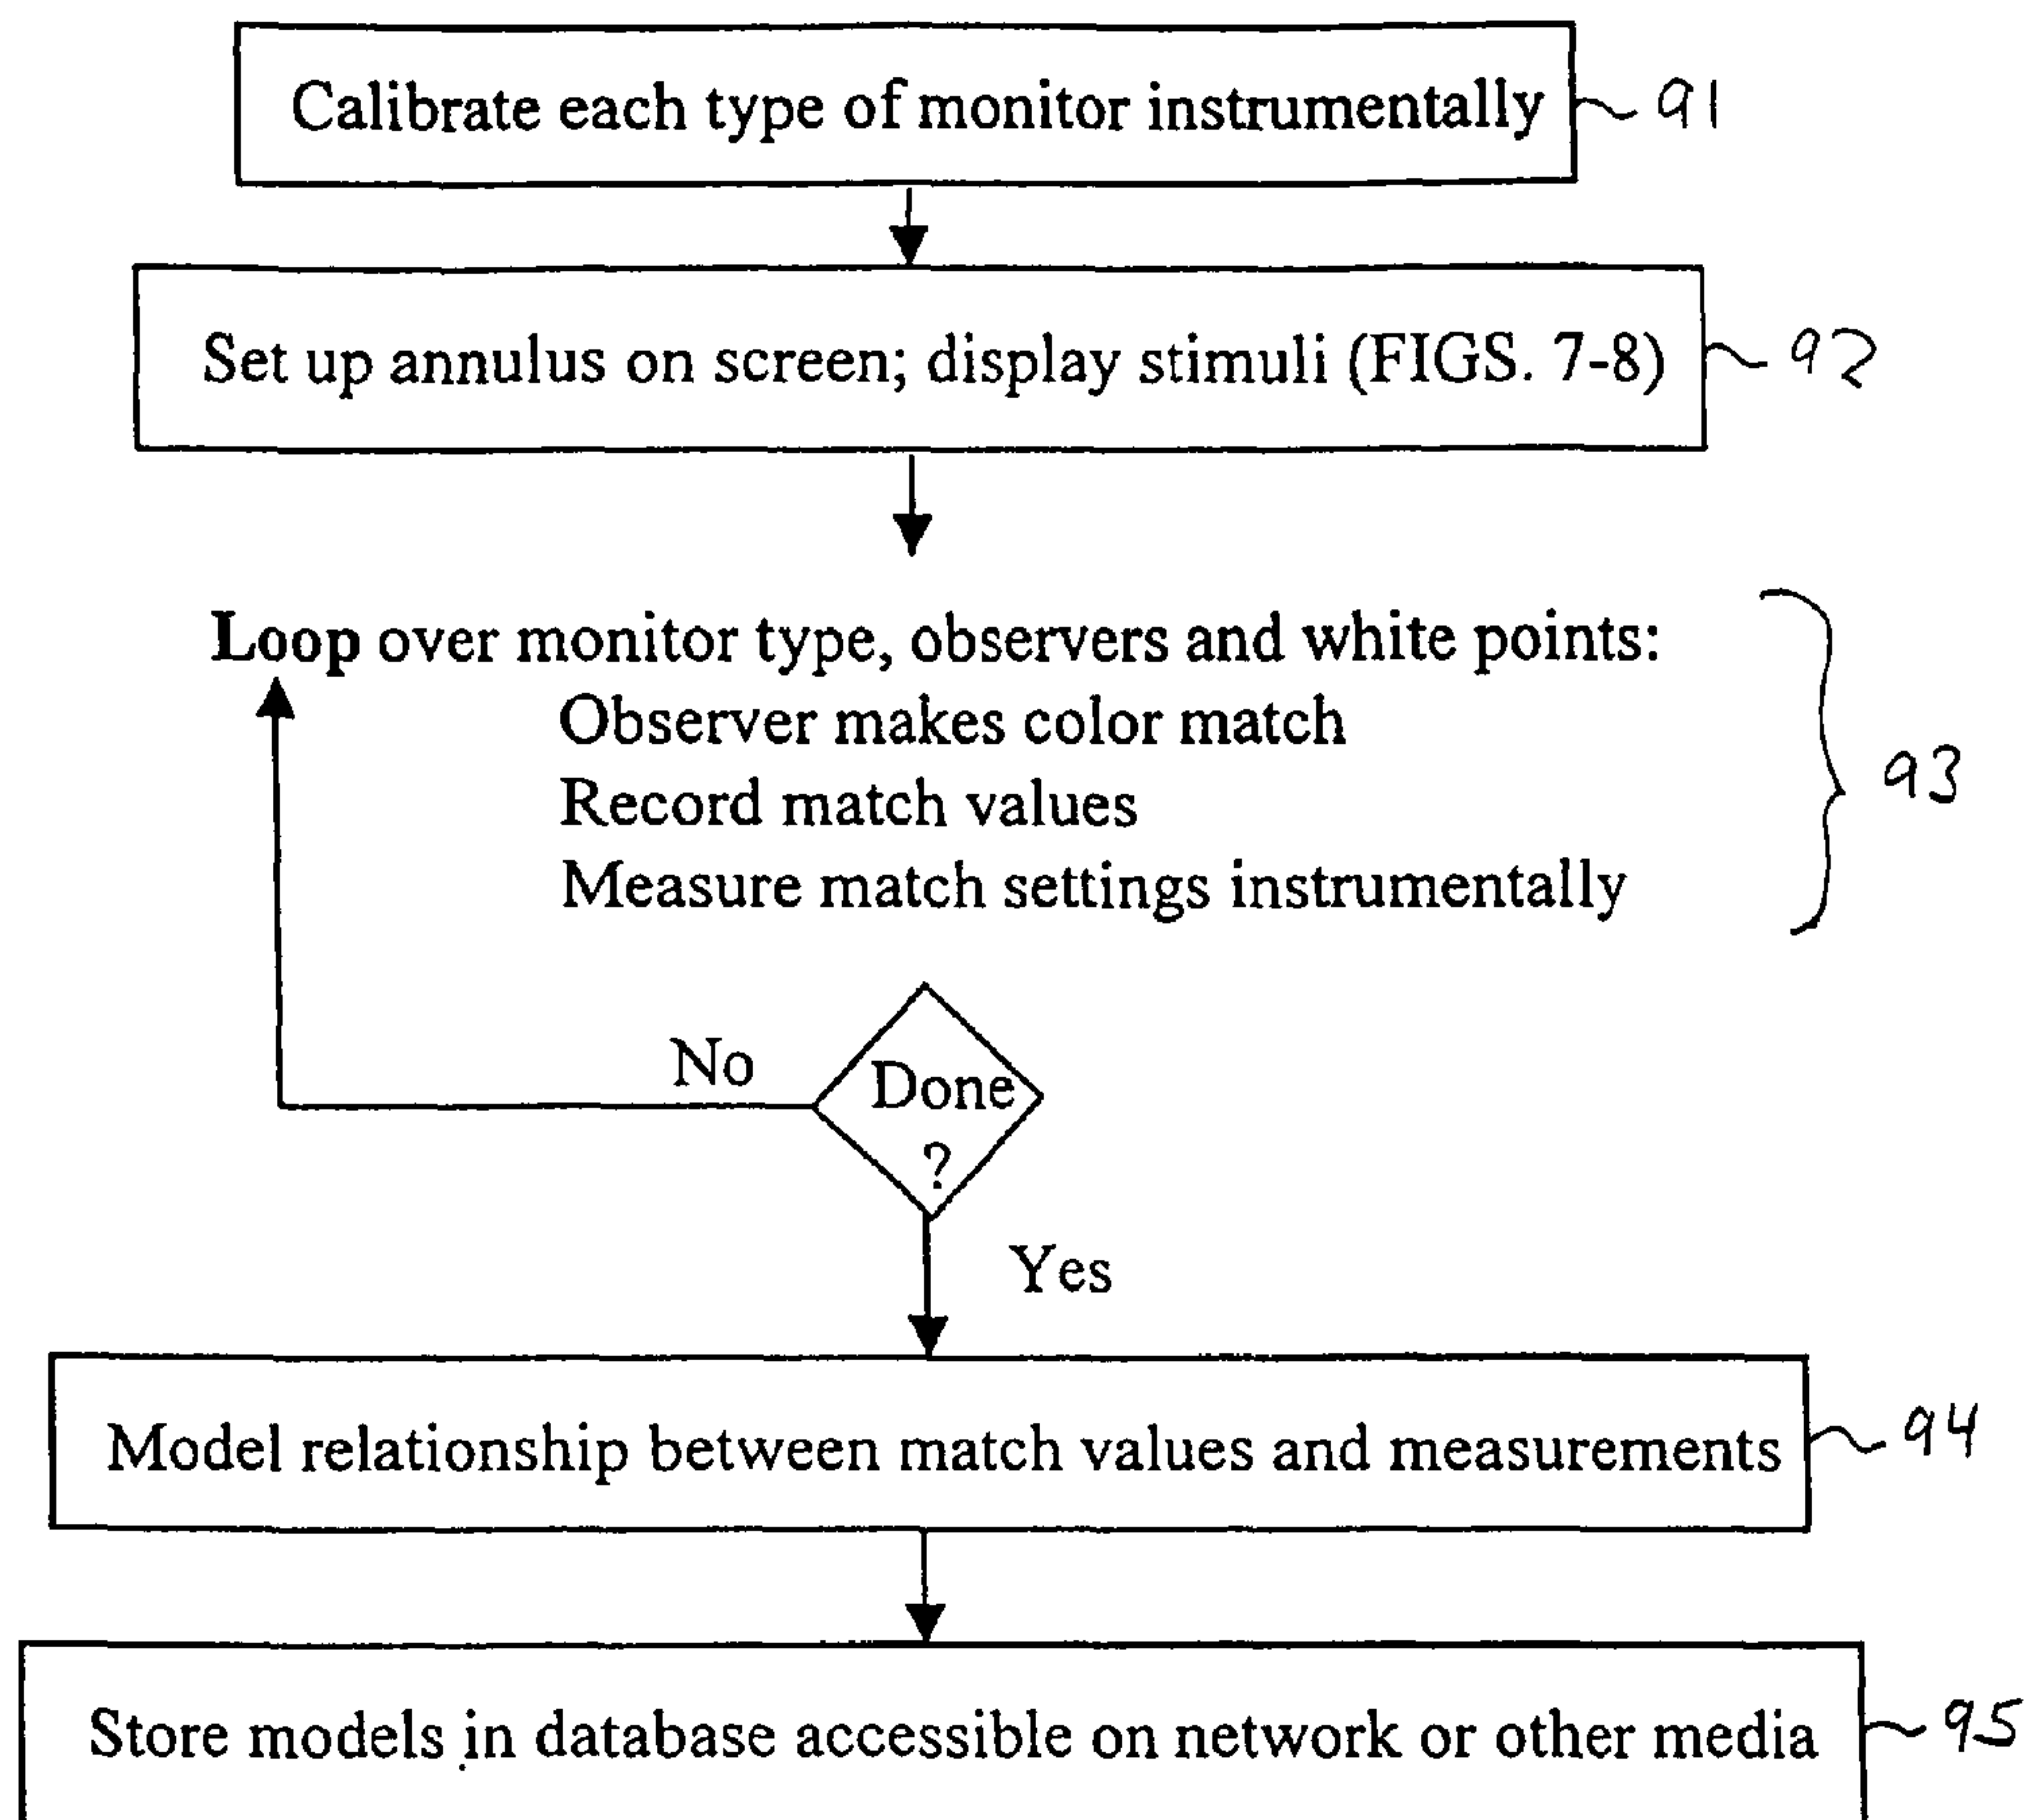 Calibrate each type of monitor instrumentally 91
Set up annulus on screen; display stimuli (FIGS. 7-8) 92
Loop over monitor type, observers and white points:
Observer makes color match
Record match values
Measure match settings instrumentally
93
No
Done
?
Yes
Model relationship between match values and measurements 94
Store models in database accessible on network or other media 95